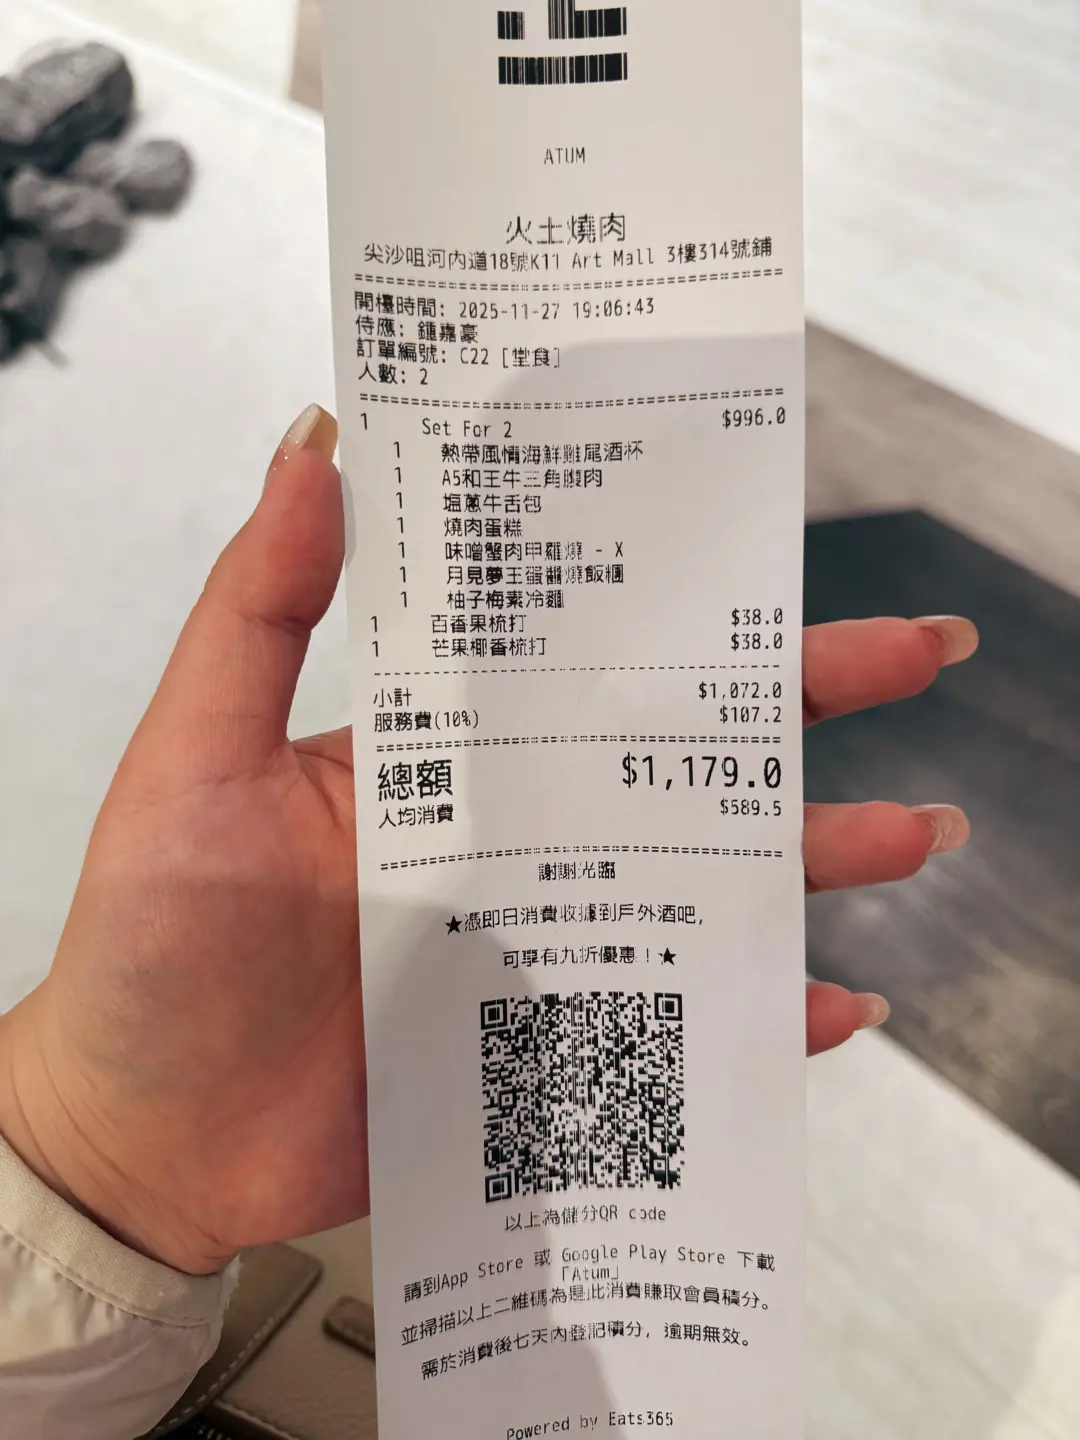 ATUM
火土燒肉
尖沙咀河內道18號K11 Art Mall 3樓314號鋪
開檯時間: 2025-11-27 19:06:43
侍應: 鍾嘉豪
訂單編號: C22 [堂食]
人數: 2
1 Set For 2 $996.0
1 熱帶風情海鮮雞尾酒杯
1 A5和王牛三角腹肉
1 塩蔥牛舌包
1 燒肉蛋糕
1 味噌蟹肉甲羅燒 - X
1 月見夢王蛋醬燒飯糰
1 柚子梅素冷麵
1 百香果梳打 $38.0
1 芒果椰香梳打 $38.0
小計 $1,072.0
服務費(10%) $107.2
總額 $1,179.0
人均消費 $589.5
謝謝光臨
★憑即日消費收據到戶外酒吧,
可享有九折優惠！★
以上為儲分QR code
請到App Store 或 Google Play Store 下載
「Atum」
並掃描以上二維碼為是此消費賺取會員積分。
需於消費後七天內登記積分, 逾期無效。
Powered by Eats365